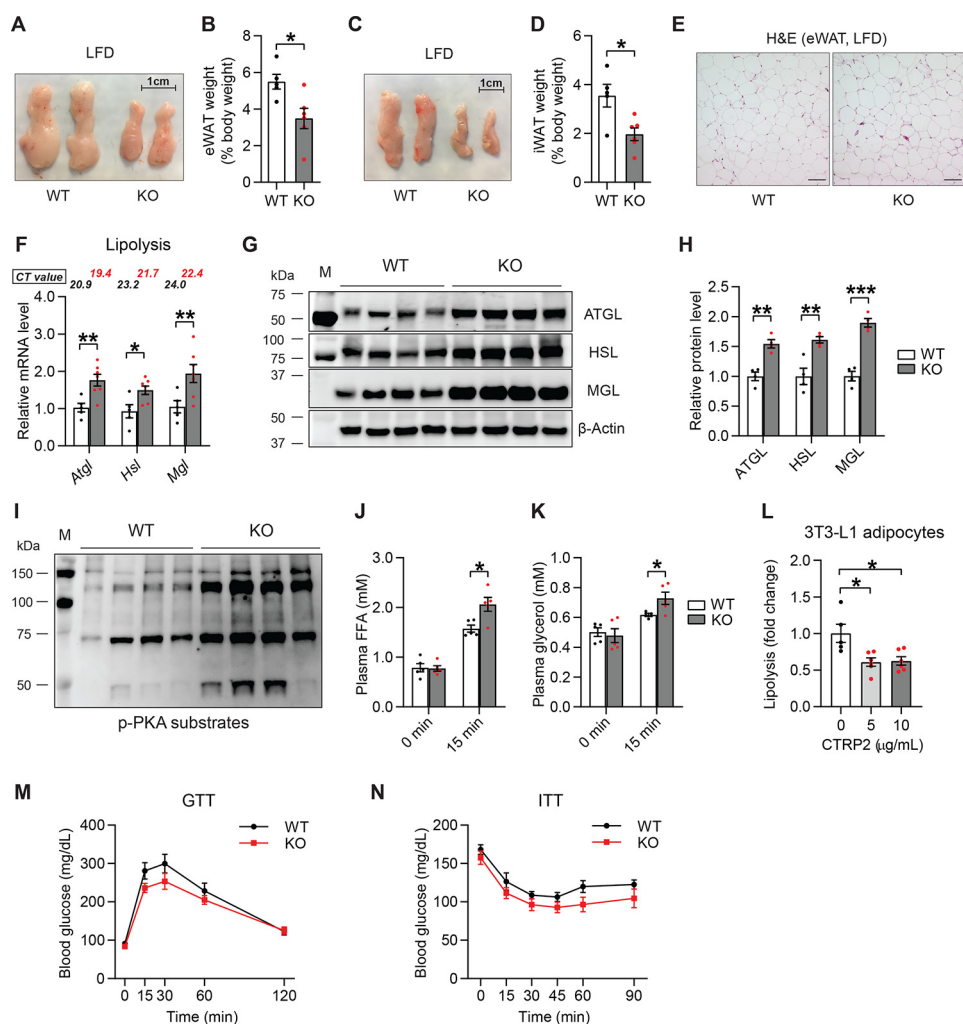 A
LFD
1cm
WT
KO
B
eWAT weight
(% body weight)
8
6
4
2
0
*
WT KO
C
LFD
1cm
WT
KO
D
iWAT weight
(% body weight)
6
4
2
0
*
WT KO
E
H&E (eWAT, LFD)
WT
KO
F
Lipolysis
CT value
20.9
19.4
23.2
21.7
24.0
22.4
Relative mRNA level
4.0
3.0
2.0
1.0
0
**
*
**
Atgl
Hsl
Mgl
G
kDa
M
WT
KO
75
50
ATGL
100
75
HSL
37
MGL
50
37
β-Actin
H
Relative protein level
2.5
2.0
1.5
1.0
0.5
0.0
**
**
***
ATGL
HSL
MGL
WT
KO
I
M
WT
KO
kDa
150
100
75
50
p-PKA substrates
J
Plasma FFA (mM)
3.0
2.0
1.0
0.0
*
0 min
15 min
K
Plasma glycerol (mM)
1.0
0.8
0.6
0.4
0.2
0.0
*
0 min
15 min
WT
KO
L
3T3-L1 adipocytes
Lipolysis (fold change)
2.0
1.5
1.0
0.5
0.0
*
*
0 5 10
CTRP2 (μg/mL)
M
GTT
Blood glucose (mg/dL)
400
300
200
100
0
WT
KO
0 15 30 60 120
Time (min)
N
ITT
Blood glucose (mg/dL)
200
150
100
50
0
WT
KO
0 15 30 45 60 90
Time (min)